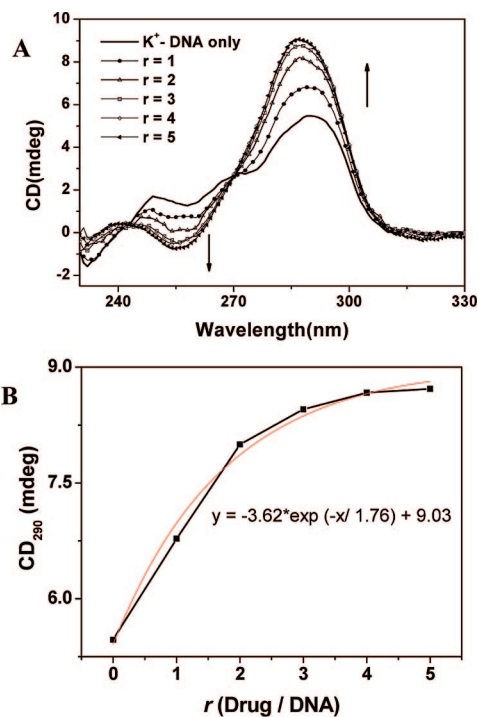 A
K⁺- DNA only
r = 1
r = 2
r = 3
r = 4
r = 5
10
8
6
4
2
0
-2
CD(mdeg)
240 270 300 330
Wavelength(nm)
B
9.0
7.5
6.0
CD₂₉₀ (mdeg)
y = -3.62*exp (-x/ 1.76) + 9.03
0 1 2 3 4 5
r (Drug / DNA)